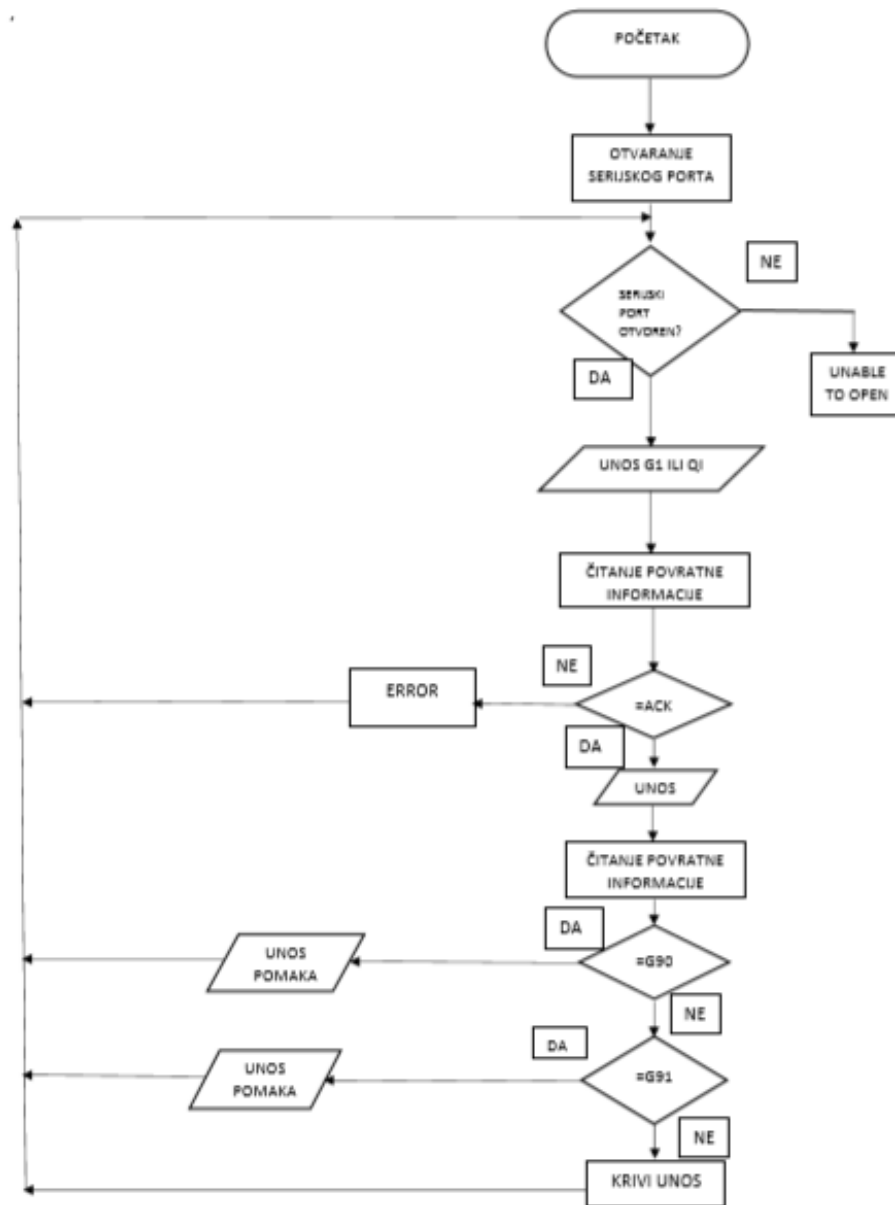 POČETAK
OTVARANJE
SERIJSKOG PORTA
NE
SERIJSKI
PORT
OTVOREN?
DA
UNABLE
TO OPEN
UNOS G1 ILI QI
ČITANJE POVRATNE
INFORMACIJE
NE
ERROR
=ACK
DA
UNOS
ČITANJE POVRATNE
INFORMACIJE
DA
UNOS
POMAKA
=G90
NE
DA
UNOS
POMAKA
=G91
NE
KRIVI UNOS